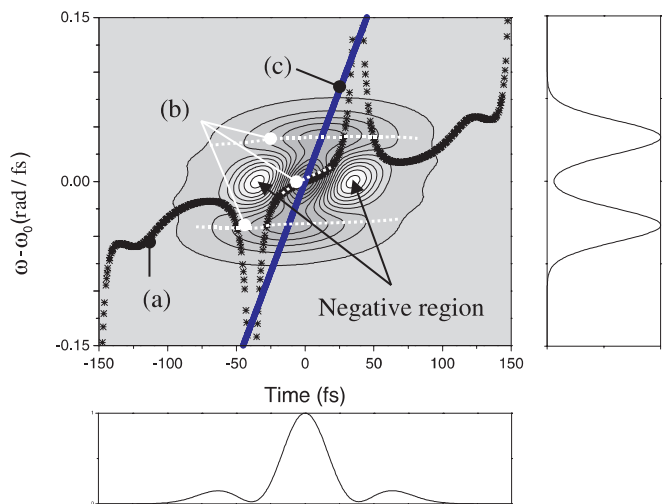 0.15
(c)
(b)
0.00
ω - ω0 (rad / fs)
(a)
Negative region
-0.15
-150 -100 -50 0 50 100 150
Time (fs)
1
0